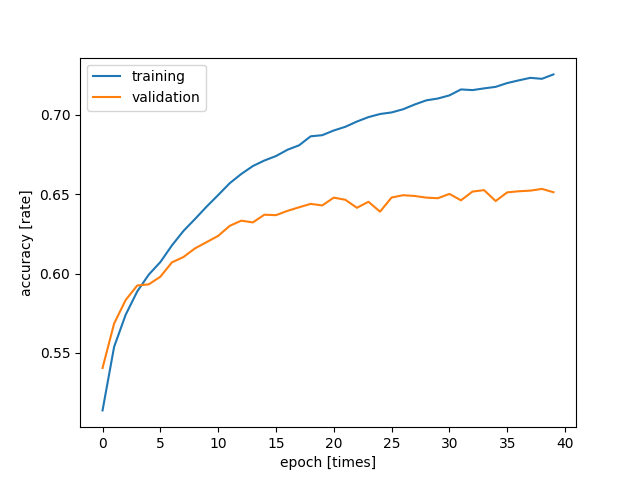 training
validation
0.70
0.65
0.60
0.55
accuracy [rate]
0 5 10 15 20 25 30 35 40
epoch [times]